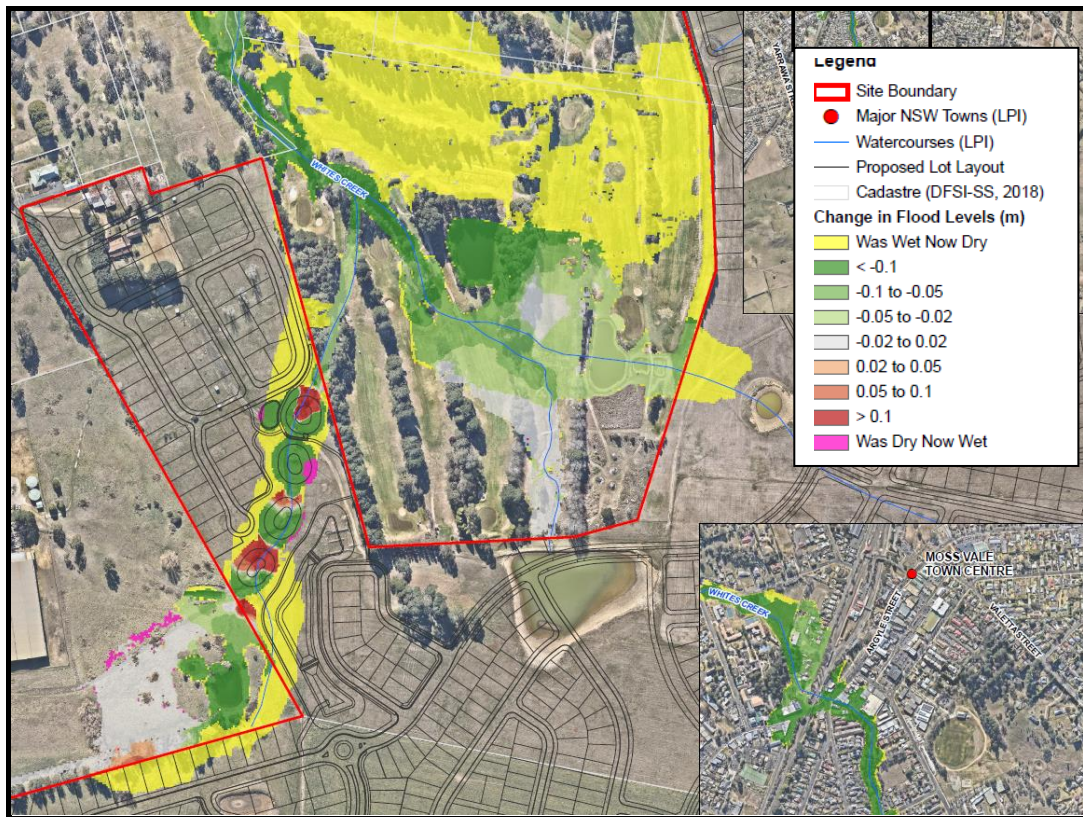 YARRAWA STRE
Legend
Site Boundary
Major NSW Towns (LPI)
Watercourses (LPI)
Proposed Lot Layout
Cadastre (DFSI-SS, 2018)
Change in Flood Levels (m)
Was Wet Now Dry
< -0.1
-0.1 to -0.05
-0.05 to -0.02
-0.02 to 0.02
0.02 to 0.05
0.05 to 0.1
> 0.1
Was Dry Now Wet
WHITES CREEK
MOSS VALE
TOWN CENTRE
WHITES CREEK
ARGYLE STREET
VALETTA STREET